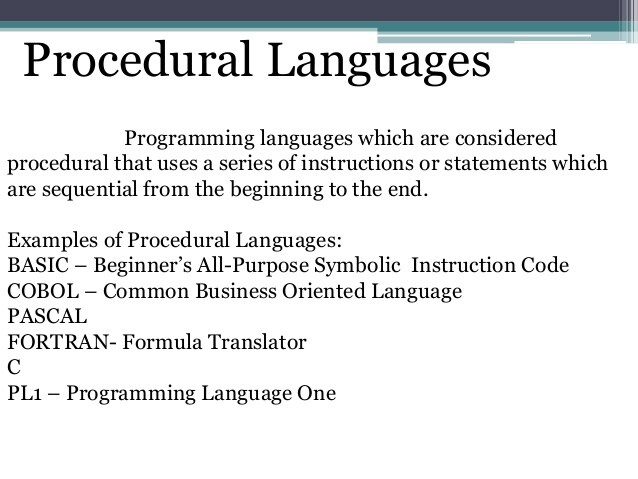 Procedural Languages
Programming languages which are considered
procedural that uses a series of instructions or statements which
are sequential from the beginning to the end.
Examples of Procedural Languages:
BASIC – Beginner’s All-Purpose Symbolic  Instruction Code
COBOL – Common Business Oriented Language
PASCAL
FORTRAN- Formula Translator
C
PL1 – Programming Language One